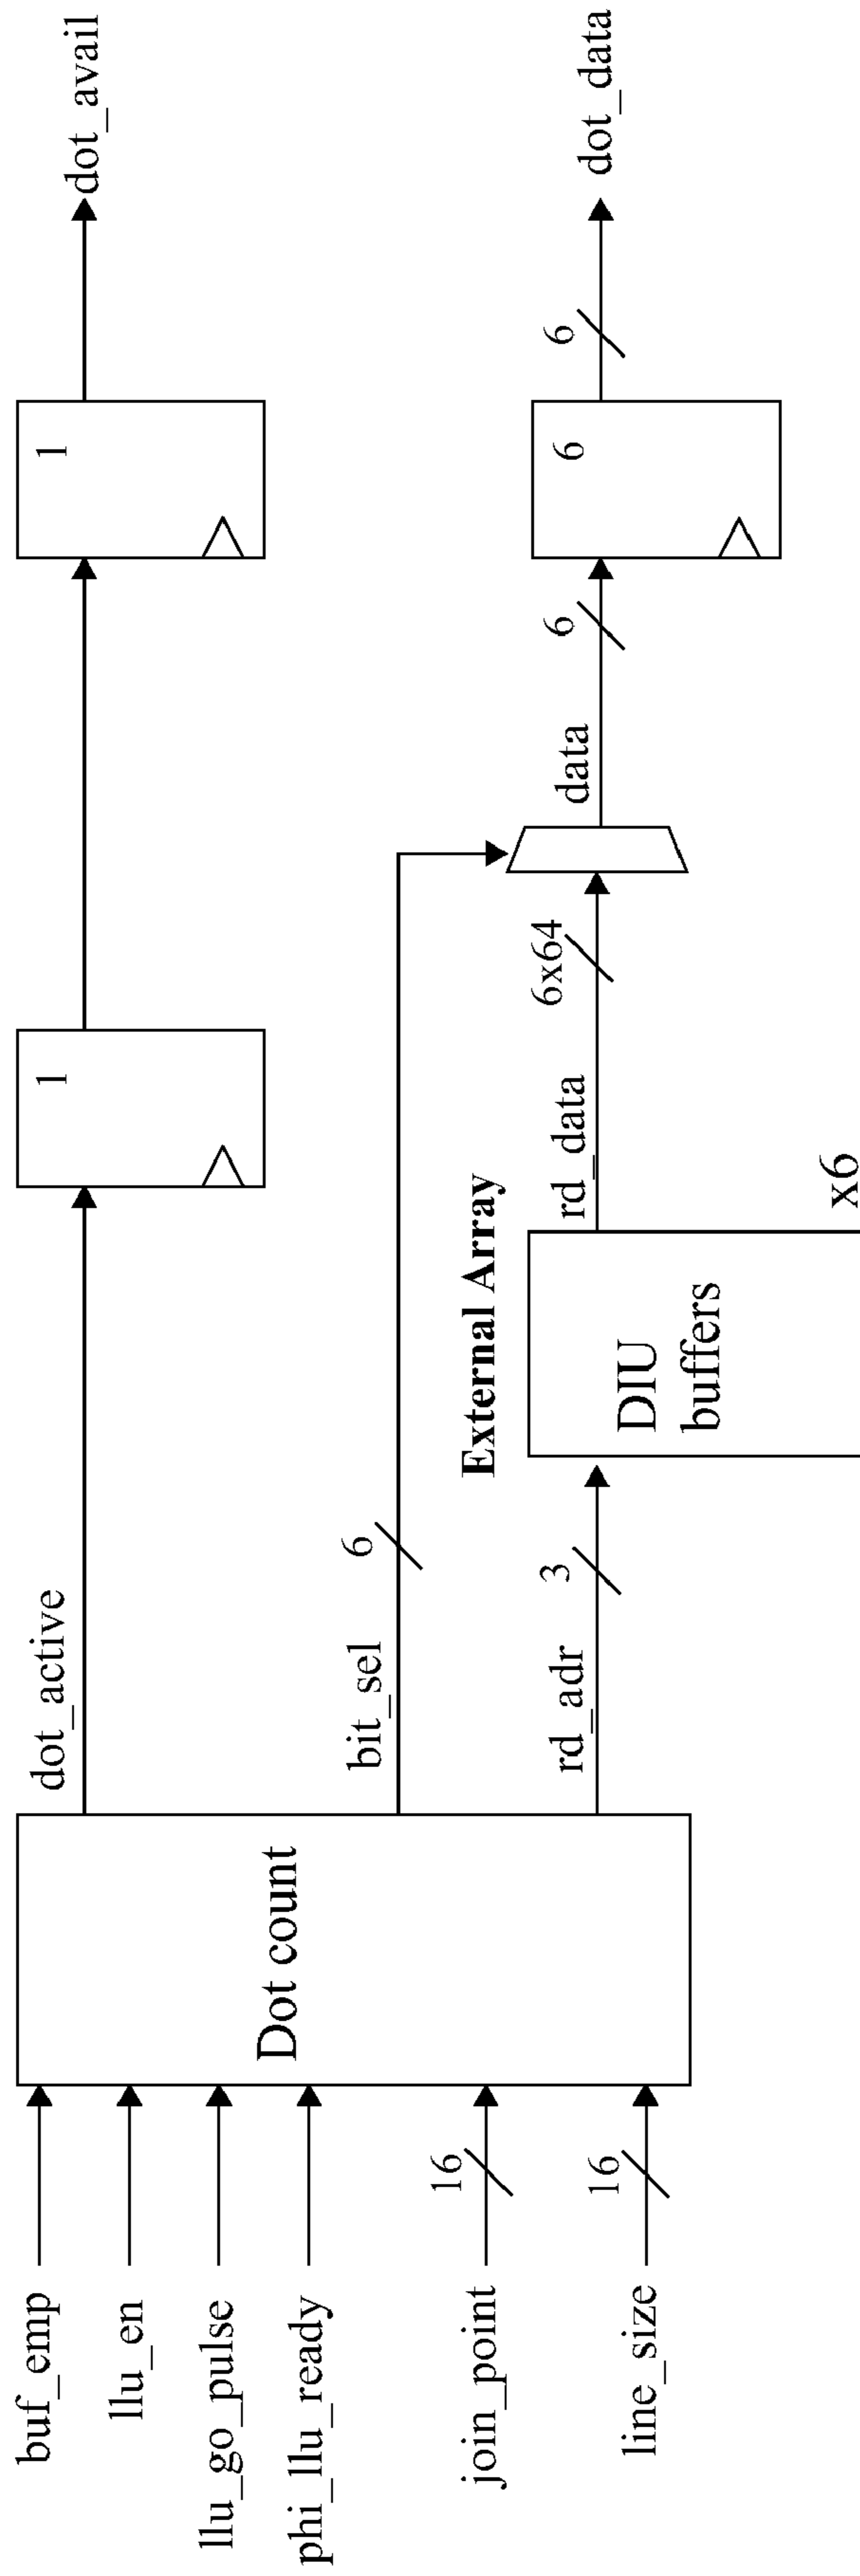 buf_emp
llu_en
llu_go_pulse
phi_llu_ready
join_point
16
line_size
16
Dot count
dot_active
bit_sel
6
rd_adr
3
External Array
DIU
buffers
x6
rd_data
6x64
data
6
1
1
6
6
dot_avail
dot_data